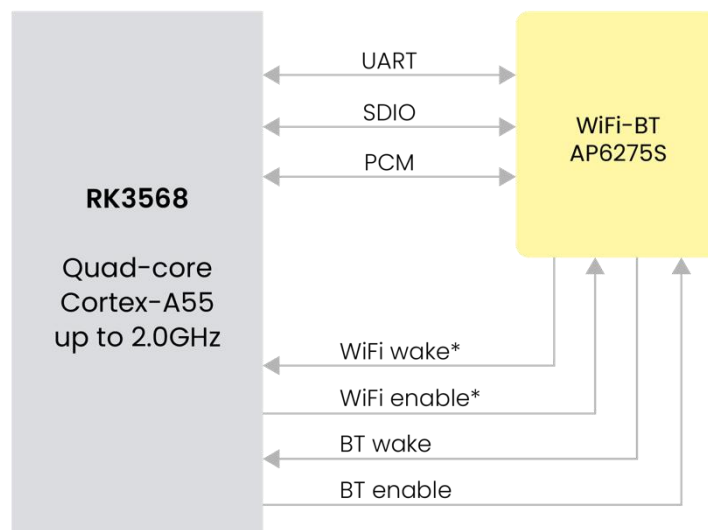 RK3568
Quad-core
Cortex-A55
up to 2.0GHz
UART
SDIO
PCM
WiFi-BT
AP6275S
WiFi wake*
WiFi enable*
BT wake
BT enable